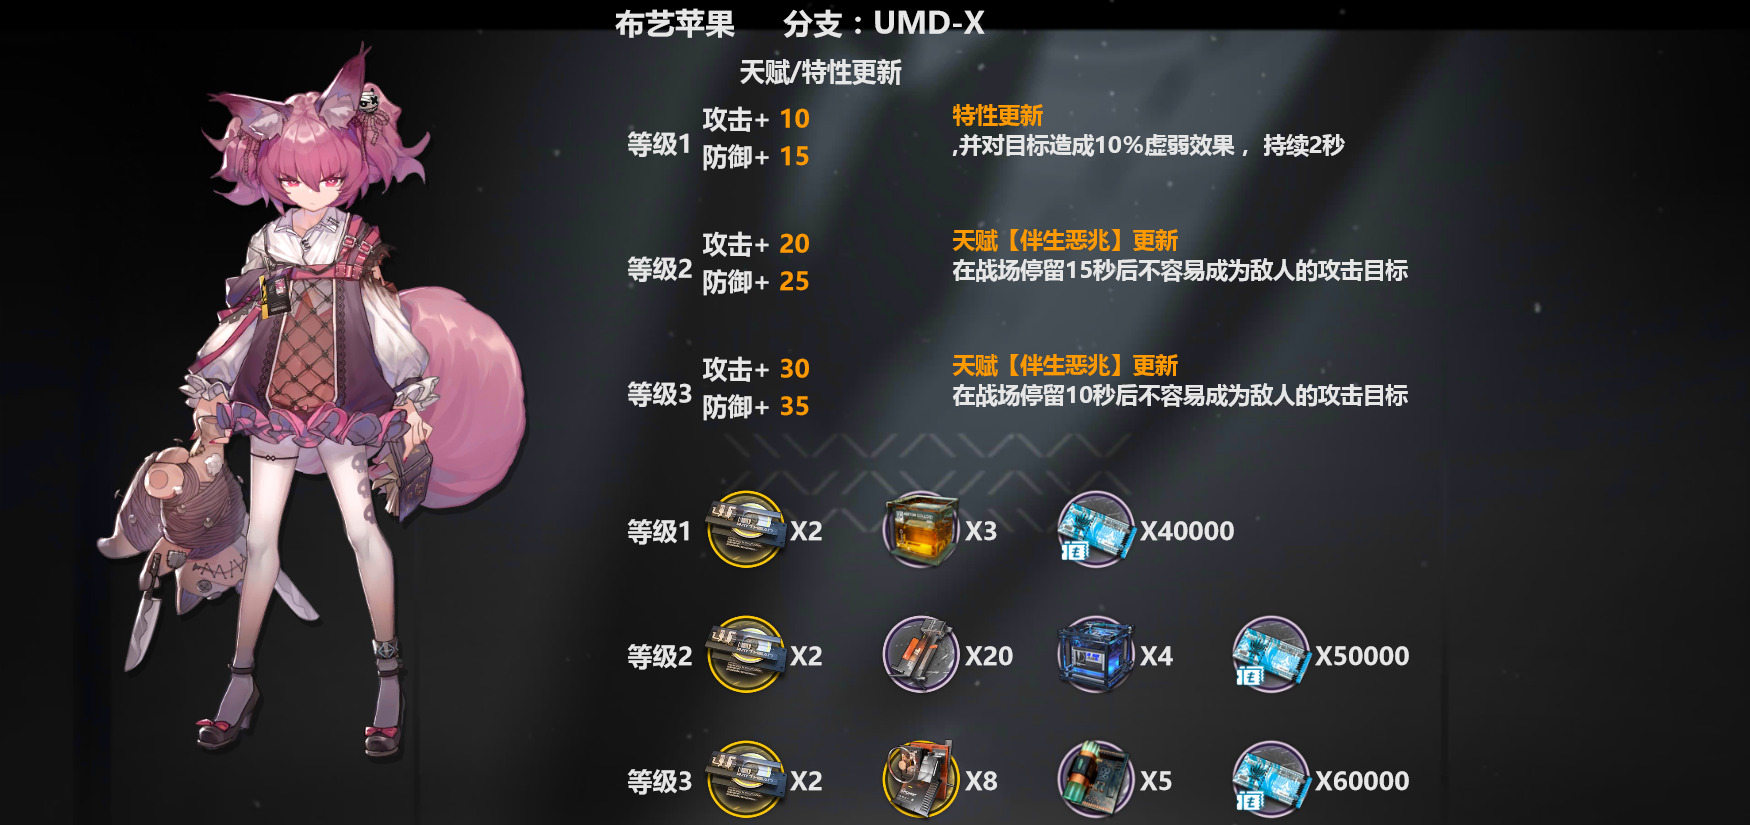 布艺苹果 分支：UMD-X
天赋/特性更新
等级1
攻击+ 10
防御+ 15
特性更新
,并对目标造成10%虚弱效果，持续2秒
等级2
攻击+ 20
防御+ 25
天赋【伴生恶兆】更新
在战场停留15秒后不容易成为敌人的攻击目标
等级3
攻击+ 30
防御+ 35
天赋【伴生恶兆】更新
在战场停留10秒后不容易成为敌人的攻击目标
等级1 X2 X3 X40000
等级2 X2 X20 X4 X50000
等级3 X2 X8 X5 X60000